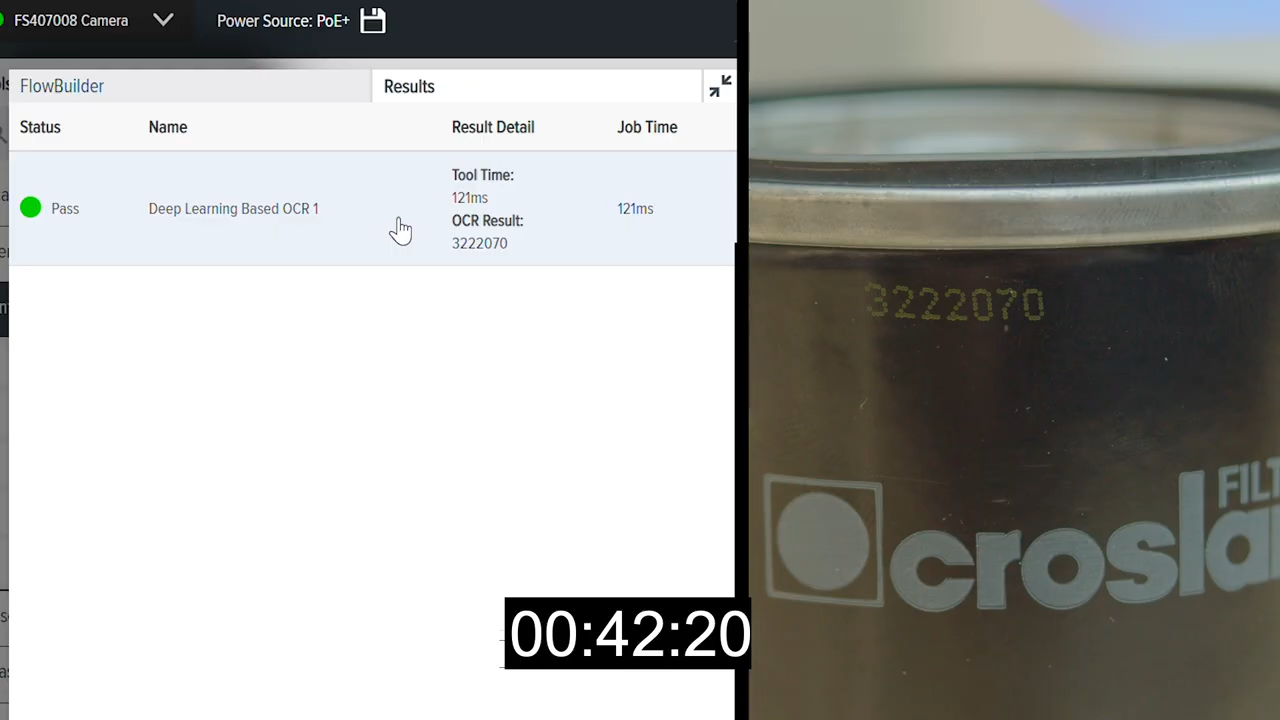 FS407008 Camera
Power Source: PoE+
FlowBuilder
Results
Status Name Result Detail Job Time
Pass
Deep Learning Based OCR 1
Tool Time:
121ms
OCR Result:
3222070
121ms
00:42:20
3222070
crosla